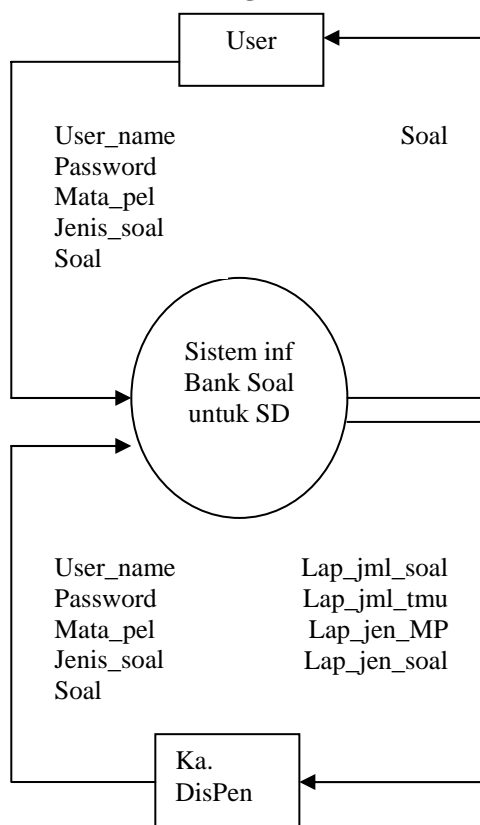 User
User_name
Password
Mata_pel
Jenis_soal
Soal
Soal
Sistem inf
Bank Soal
untuk SD
User_name
Password
Mata_pel
Jenis_soal
Soal
Lap_jml_soal
Lap_jml_tmu
Lap_jen_MP
Lap_jen_soal
Ka.
DisPen